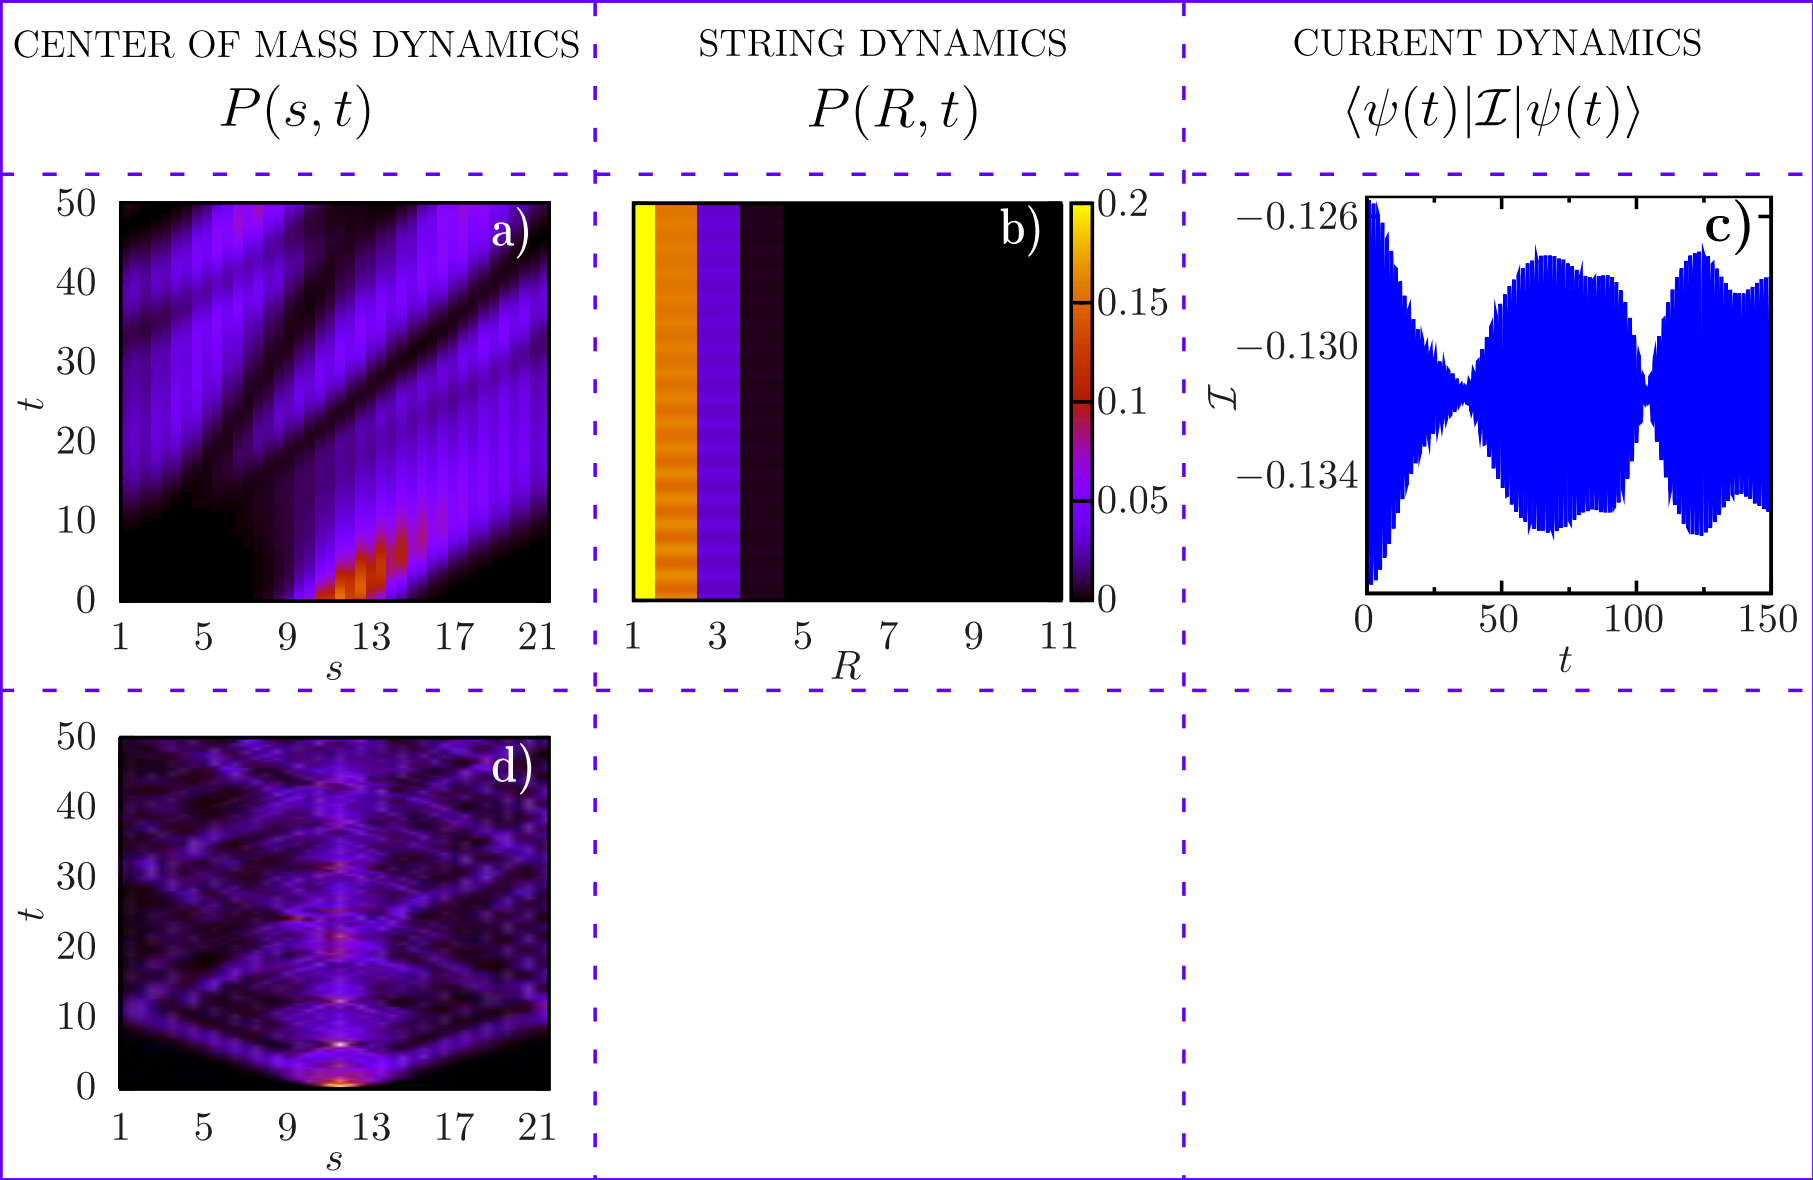 CENTER OF MASS DYNAMICS
P(s, t)
STRING DYNAMICS
P(R, t)
CURRENT DYNAMICS
⟨ψ(t)|ℐ|ψ(t)⟩
a)
50
40
30
20
10
0
t
1 5 9 13 17 21
s
b)
1 3 5 7 9 11
R
0.2
0.15
0.1
0.05
0
c)
−0.126
−0.130
−0.134
ℐ
0 50 100 150
t
d)
50
40
30
20
10
0
t
1 5 9 13 17 21
s